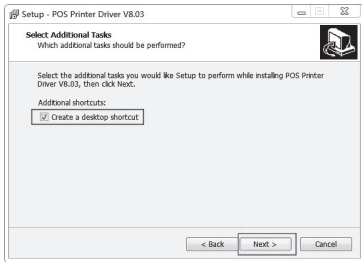 Setup - POS Printer Driver V8.03
Select Additional Tasks
Which additional tasks should be performed?
Select the additional tasks you would like Setup to perform while installing POS Printer
Driver V8.03, then click Next.
Additional shortcuts:
Create a desktop shortcut
< Back
Next >
Cancel